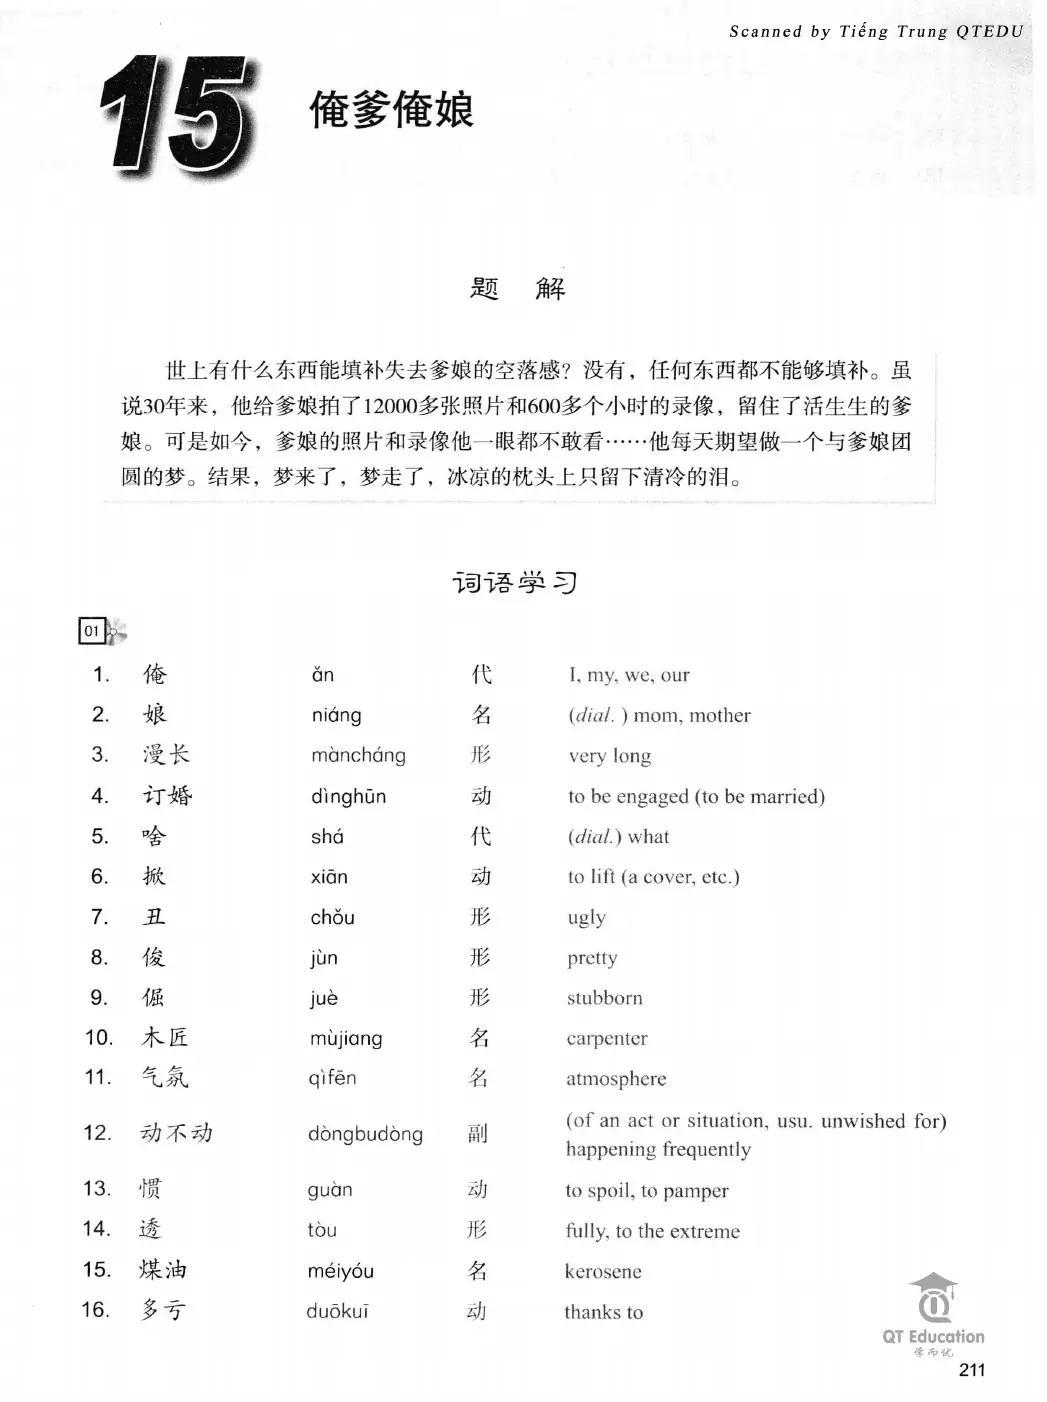 Scanned by Tiếng Trung QTEDU
15 俺爹俺娘
题 解
世上有什么东西能填补失去爹娘的空落感？没有，任何东西都不能够填补。虽
说30年来，他给爹娘拍了12000多张照片和600多个小时的录像，留住了活生生的爹
娘。可是如今，爹娘的照片和录像他一眼都不敢看……他每天期望做一个与爹娘团
圆的梦。结果，梦来了，梦走了，冰凉的枕头上只留下清冷的泪。
词语学习
01
1. 俺 ǎn 代 I, my, we, our
2. 娘 niáng 名 (dial. ) mom, mother
3. 漫长 màncháng 形 very long
4. 订婚 dìnghūn 动 to be engaged (to be married)
5. 啥 shá 代 (dial.) what
6. 掀 xiān 动 to lift (a cover, etc.)
7. 丑 chǒu 形 ugly
8. 俊 jùn 形 pretty
9. 倔 juè 形 stubborn
10. 木匠 mùjiang 名 carpenter
11. 气氛 qìfēn 名 atmosphere
12. 动不动 dòngbudòng 副 (of an act or situation, usu. unwished for)
happening frequently
13. 惯 guàn 动 to spoil, to pamper
14. 透 tòu 形 fully, to the extreme
15. 煤油 méiyóu 名 kerosene
16. 多亏 duōkuī 动 thanks to
QT Education
学而优
211